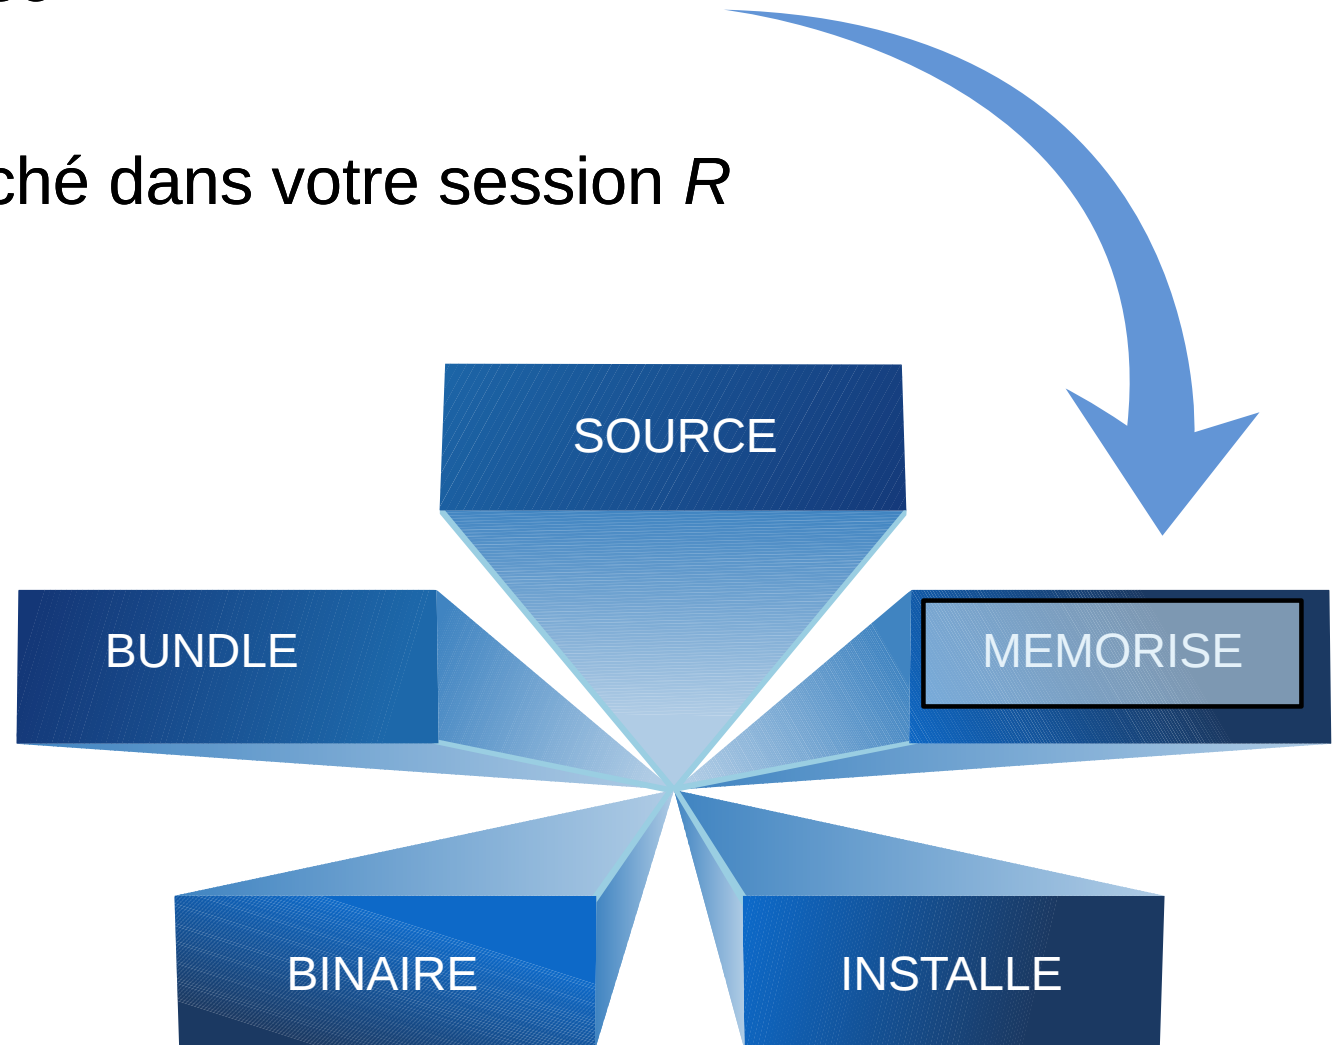 ché dans votre session R
SOURCE
BUNDLE
MEMORISE
BINAIRE
INSTALLE